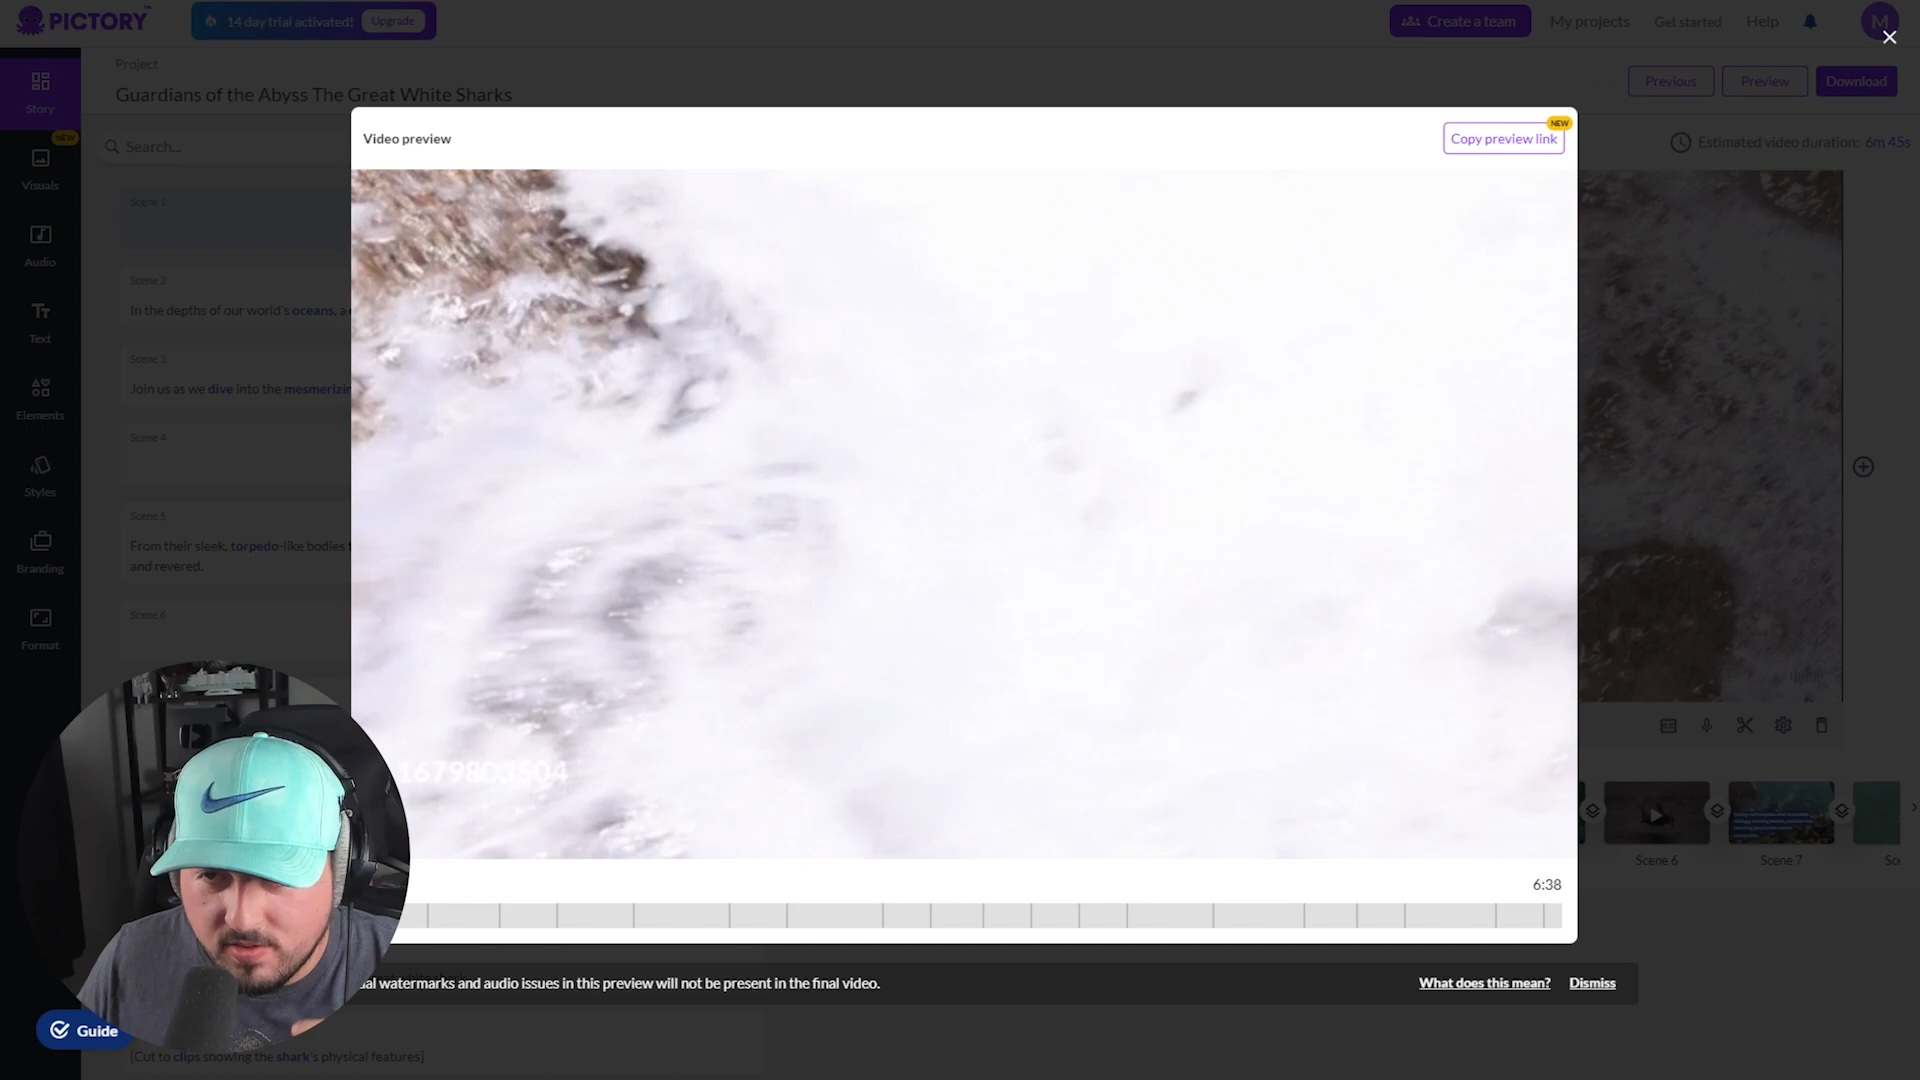 PICTORY
14 day trial activated!
Upgrade
Create a team
My projects
Get started
Help
M
Project
Guardians of the Abyss The Great White Sharks
Previous
Preview
Download
Story
NEW
Visuals
Audio
Text
Elements
Styles
Branding
Format
Search...
Estimated video duration: 6m 45s
Scene 1
Scene 2
In the depths of our world's oceans, a
Scene 3
Join us as we dive into the
Scene 4
Scene 5
From their sleek, torpedo-like bodies
and revered.
Scene 6
Video preview
NEW
Copy preview link
1679803504
6:38
Scene 6
Scene 7
watermarks and audio issues in this preview will not be present in the final video.
What does this mean?
Dismiss
Guide
[Cut to clips showing the shark's physical features]